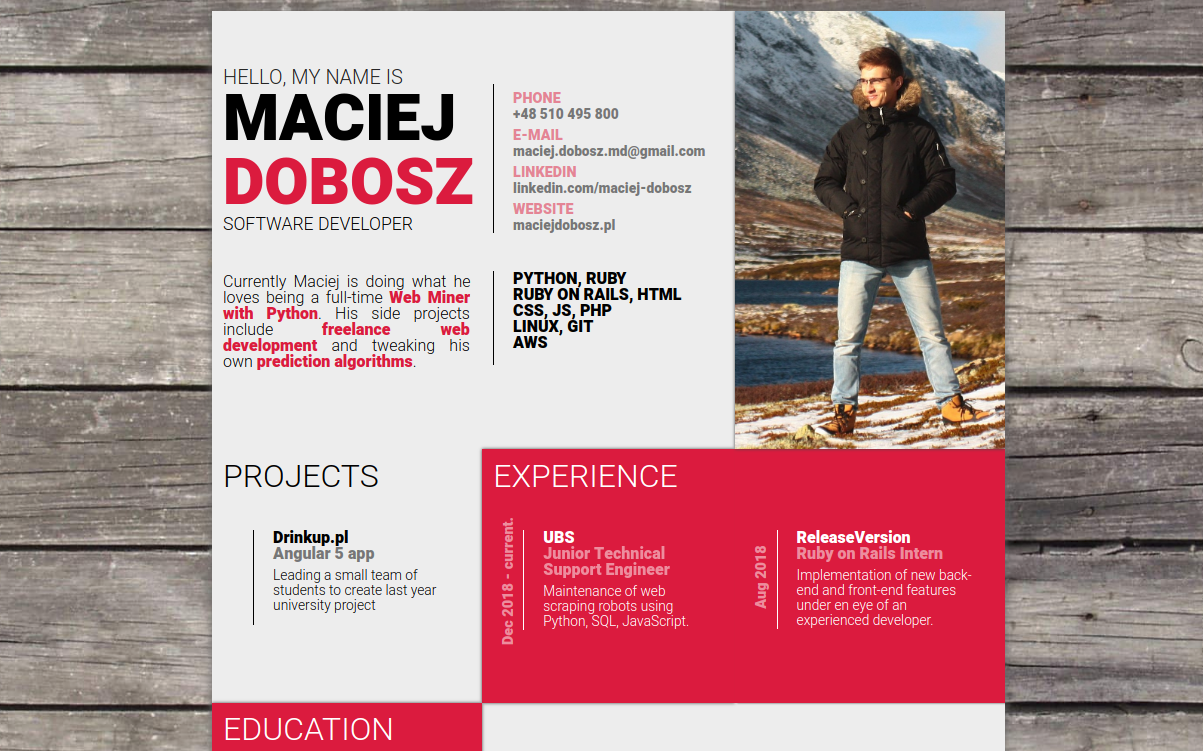 HELLO, MY NAME IS
MACIEJ
DOBOSZ
SOFTWARE DEVELOPER
PHONE
+48 510 495 800
E-MAIL
maciej.dobosz.md@gmail.com
LINKEDIN
linkedin.com/maciej-dobosz
WEBSITE
maciejdobosz.pl
Currently Maciej is doing what he
loves being a full-time Web Miner
with Python. His side projects
include freelance web
development and tweaking his
own prediction algorithms.
PYTHON, RUBY
RUBY ON RAILS, HTML
CSS, JS, PHP
LINUX, GIT
AWS
PROJECTS
Drinkup.pl
Angular 5 app
Leading a small team of
students to create last year
university project
EXPERIENCE
Dec 2018 - current.
UBS
Junior Technical
Support Engineer
Maintenance of web
scraping robots using
Python, SQL, JavaScript.
Aug 2018
ReleaseVersion
Ruby on Rails Intern
Implementation of new back-
end and front-end features
under en eye of an
experienced developer.
EDUCATION